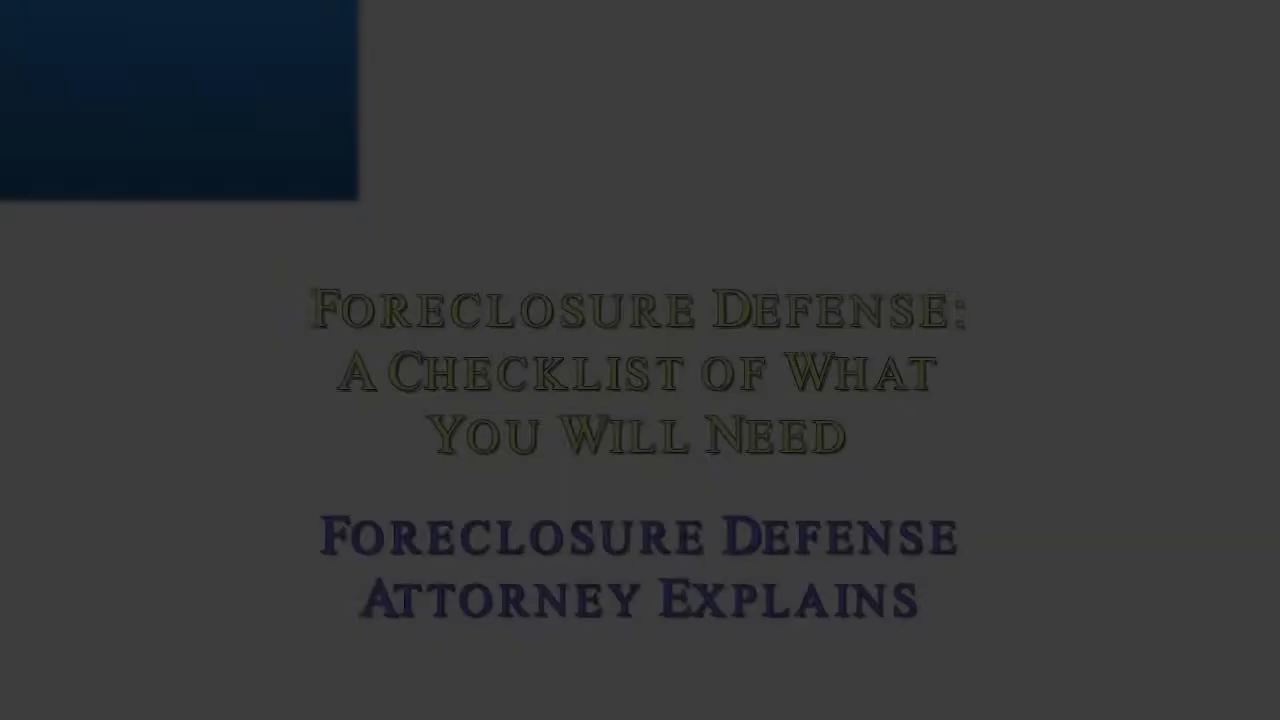 Foreclosure Defense:
A Checklist of What
You Will Need
Foreclosure Defense
Attorney Explains